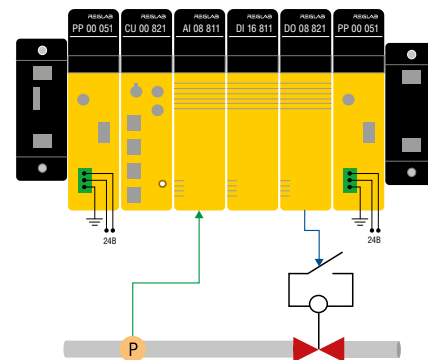 REGLAB REGLAB REGLAB REGLAB REGLAB REGLAB
PP 00 051 CU 00 821 AI 08 811 DI 16 811 DO 08 821 PP 00 051
24В 24В
P